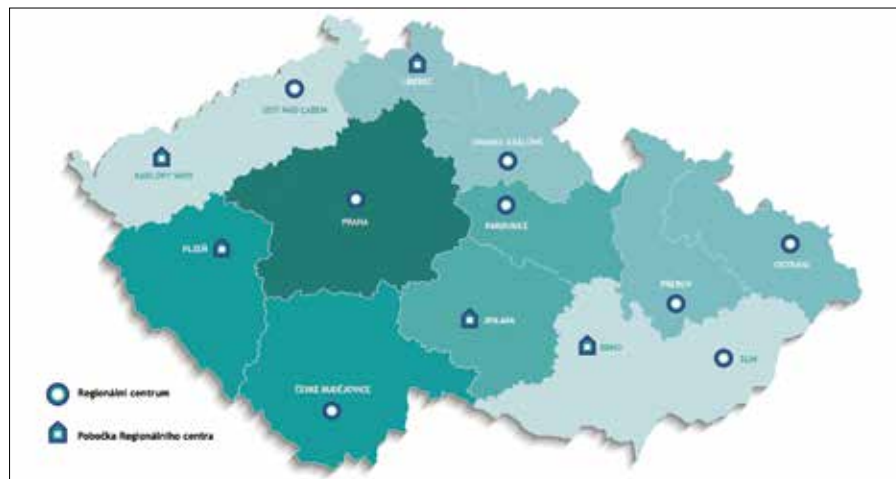 LIBEREC
ÚSTÍ NAD LABEM
HRADEC KRÁLOVÉ
KARLOVY VARY
PRAHA
PARDUBICE
PLZEŇ
OSTRAVA
PŘEROV
JIHLAVA
BRNO
ZLÍN
ČESKÉ BUDĚJOVICE
Regionální centrum
Pobočka Regionálního centra